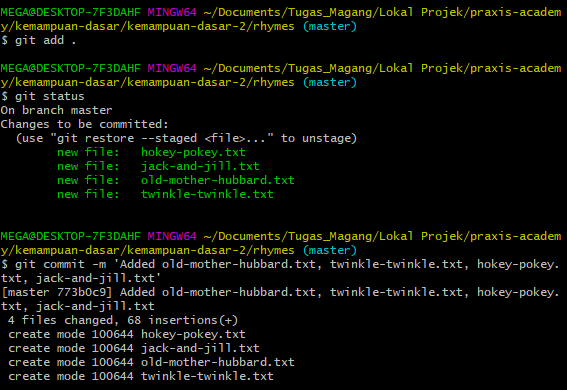 MEGA@DESKTOP-7F3DAHF MINGW64 ~/Documents/Tugas_Magang/Lokal Projek/praxis-academ
y/kemampuan-dasar/kemampuan-dasar-2/rhymes (master)
$ git add .
MEGA@DESKTOP-7F3DAHF MINGW64 ~/Documents/Tugas_Magang/Lokal Projek/praxis-academ
y/kemampuan-dasar/kemampuan-dasar-2/rhymes (master)
$ git status
On branch master
Changes to be committed:
  (use "git restore --staged <file>..." to unstage)
        new file:   hokey-pokey.txt
        new file:   jack-and-jill.txt
        new file:   old-mother-hubbard.txt
        new file:   twinkle-twinkle.txt
MEGA@DESKTOP-7F3DAHF MINGW64 ~/Documents/Tugas_Magang/Lokal Projek/praxis-academ
y/kemampuan-dasar/kemampuan-dasar-2/rhymes (master)
$ git commit -m 'Added old-mother-hubbard.txt, twinkle-twinkle.txt, hokey-pokey.
txt, jack-and-jill.txt'
[master 773b0c9] Added old-mother-hubbard.txt, twinkle-twinkle.txt, hokey-pokey.
txt, jack-and-jill.txt
 4 files changed, 68 insertions(+)
 create mode 100644 hokey-pokey.txt
 create mode 100644 jack-and-jill.txt
 create mode 100644 old-mother-hubbard.txt
 create mode 100644 twinkle-twinkle.txt